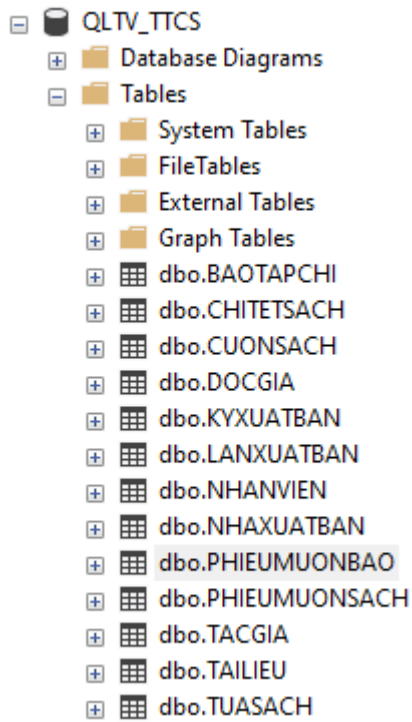 QLTV_TTCS
Database Diagrams
Tables
System Tables
FileTables
External Tables
Graph Tables
dbo.BAOTAPCHI
dbo.CHITETSACH
dbo.CUONSACH
dbo.DOCGIA
dbo.KYXUATBAN
dbo.LANXUATBAN
dbo.NHANVIEN
dbo.NHAXUATBAN
dbo.PHIEUMUONBAO
dbo.PHIEUMUONSACH
dbo.TACGIA
dbo.TAILIEU
dbo.TUASACH